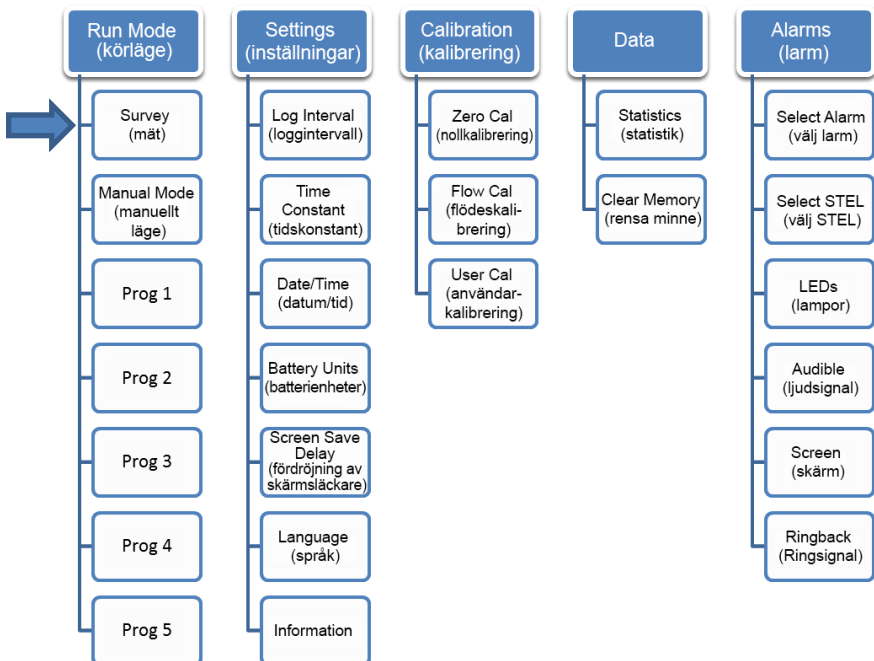 Run Mode
(körläge)
Survey
(mät)
Manual Mode
(manuellt
läge)
Prog 1
Prog 2
Prog 3
Prog 4
Prog 5
Settings
(inställningar)
Log Interval
(loggintervall)
Time
Constant
(tidskonstant)
Date/Time
(datum/tid)
Battery Units
(batterienheter)
Screen Save
Delay
(fördröjning av
skärmsläckare)
Language
(språk)
Information
Calibration
(kalibrering)
Zero Cal
(nollkalibrering)
Flow Cal
(flödeskali-
brering)
User Cal
(användar-
kalibrering)
Data
Statistics
(statistik)
Clear Memory
(rensa minne)
Alarms
(larm)
Select Alarm
(välj larm)
Select STEL
(välj STEL)
LEDs
(lampor)
Audible
(ljudsignal)
Screen
(skärm)
Ringback
(Ringsignal)